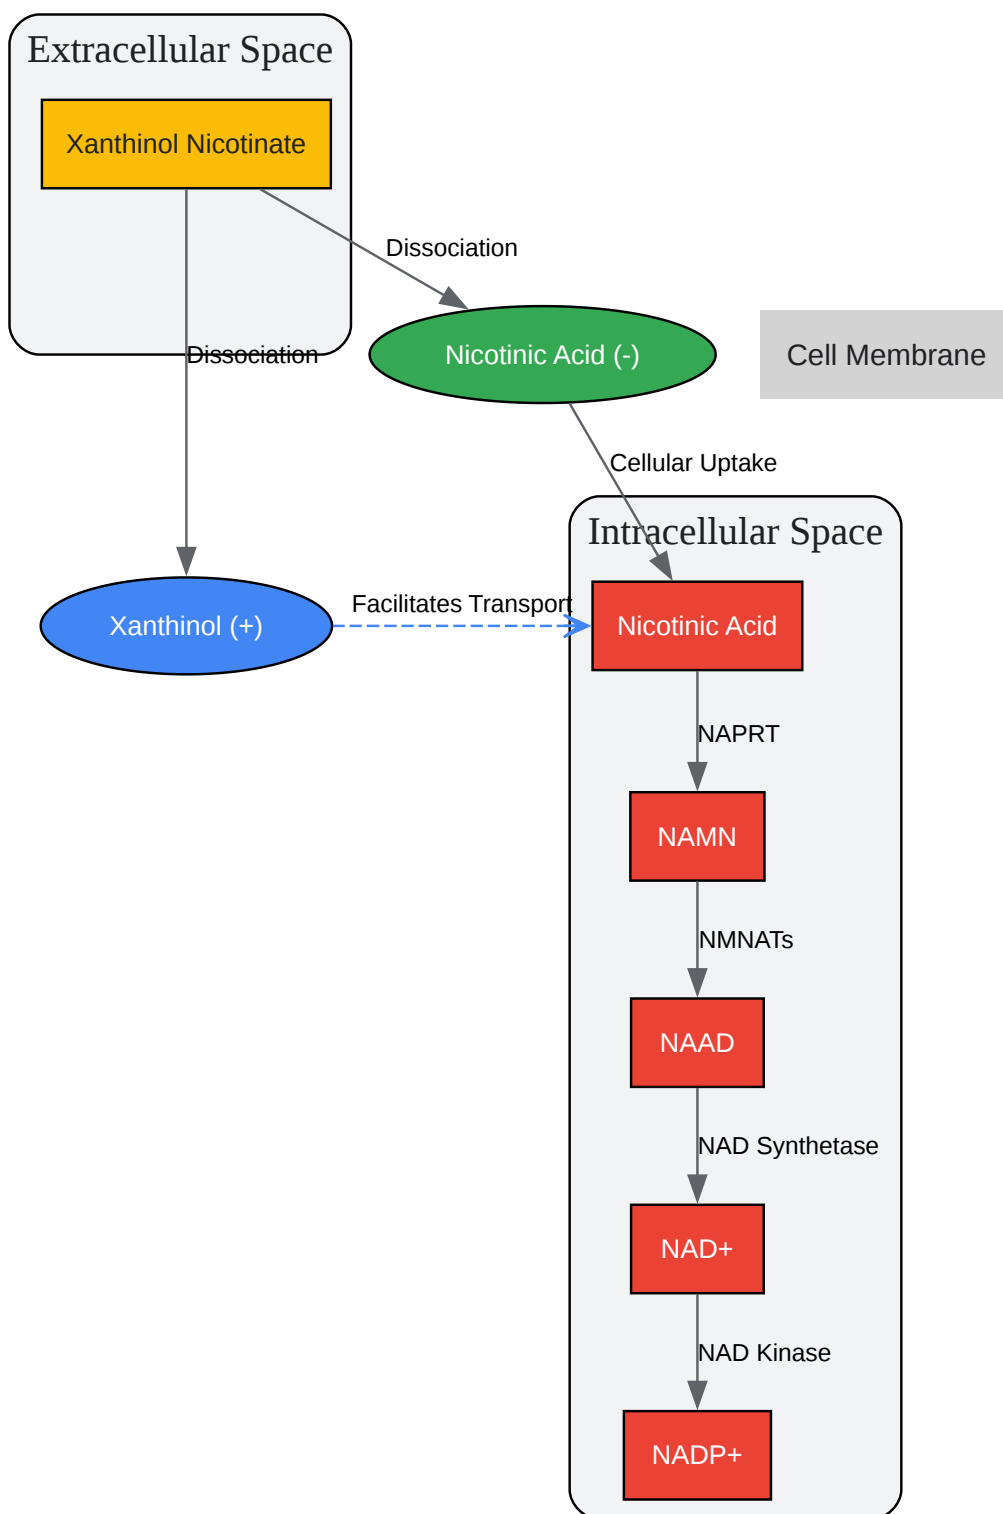 Extracellular Space
Xanthinol Nicotinate
Dissociation
Dissociation
Nicotinic Acid (-)
Cell Membrane
Cellular Uptake
Intracellular Space
Facilitates Transport
Xanthinol (+)
Nicotinic Acid
NAPRT
NAMN
NMNATs
NAAD
NAD Synthetase
NAD+
NAD Kinase
NADP+